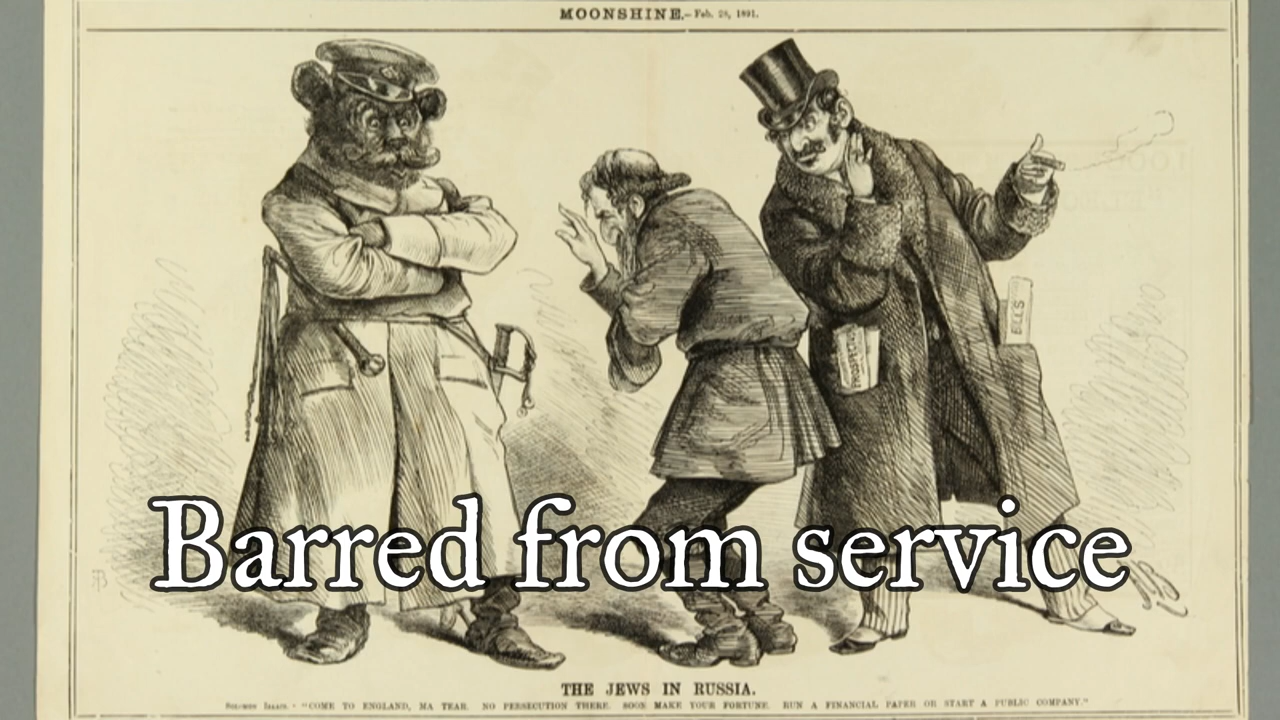 MOONSHINE.—Feb. 28, 1891.
BILLS
PROSPECTUS
Barred from service
THE JEWS IN RUSSIA.
SOLOMON ISAACS.—"COME TO ENGLAND, MA TEAR. NO PERSECUTION THERE. SOON MAKE YOUR FORTUNE. RUN A FINANCIAL PAPER OR START A PUBLIC COMPANY."